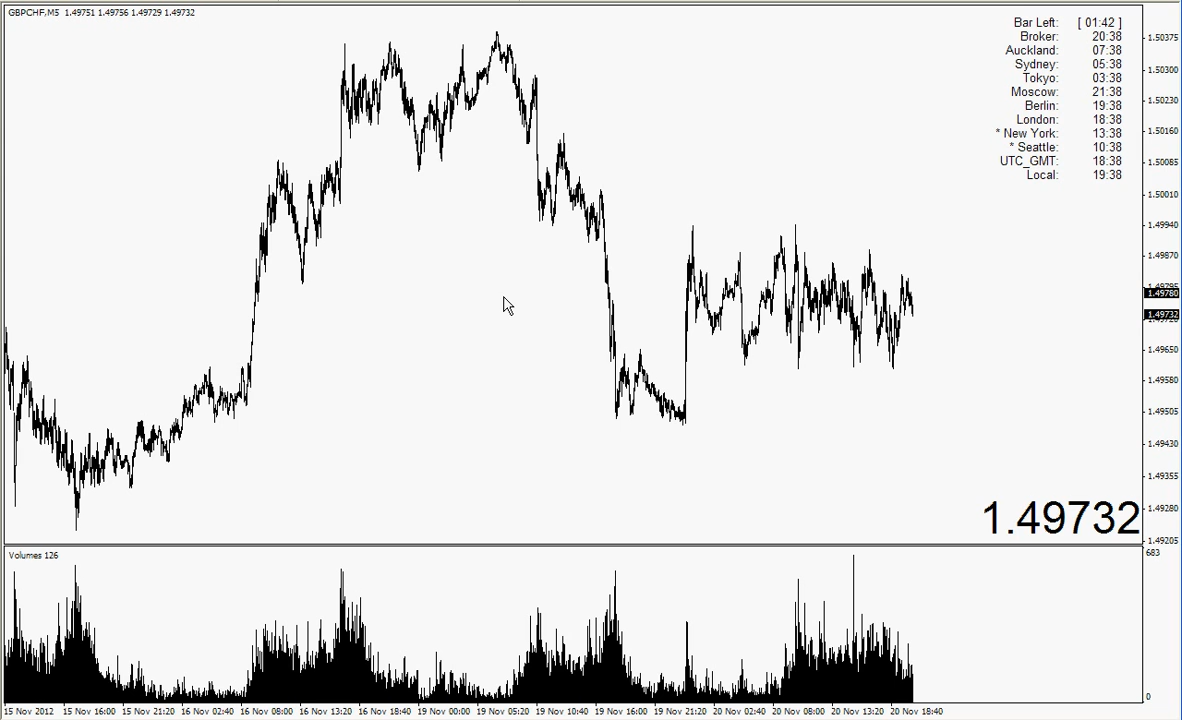 GBPCHF,M5 1.49751 1.49756 1.49729 1.49732
Bar Left: [ 01:42 ]
Broker: 20:38
Auckland: 07:38
Sydney: 05:38
Tokyo: 03:38
Moscow: 21:38
Berlin: 19:38
London: 18:38
* New York: 13:38
* Seattle: 10:38
UTC_GMT: 18:38
Local: 19:38
1.50375
1.50300
1.50230
1.50160
1.50085
1.50010
1.49940
1.49870
1.49795
1.49780
1.49732
1.49650
1.49580
1.49505
1.49430
1.49355
1.49280
1.49205
1.49732
Volumes 126
683
0
15 Nov 2012 15 Nov 16:00 15 Nov 21:20 16 Nov 02:40 16 Nov 08:00 16 Nov 13:20 16 Nov 18:40 19 Nov 00:00 19 Nov 05:20 19 Nov 10:40 19 Nov 16:00 19 Nov 21:20 20 Nov 02:40 20 Nov 08:00 20 Nov 13:20 20 Nov 18:40